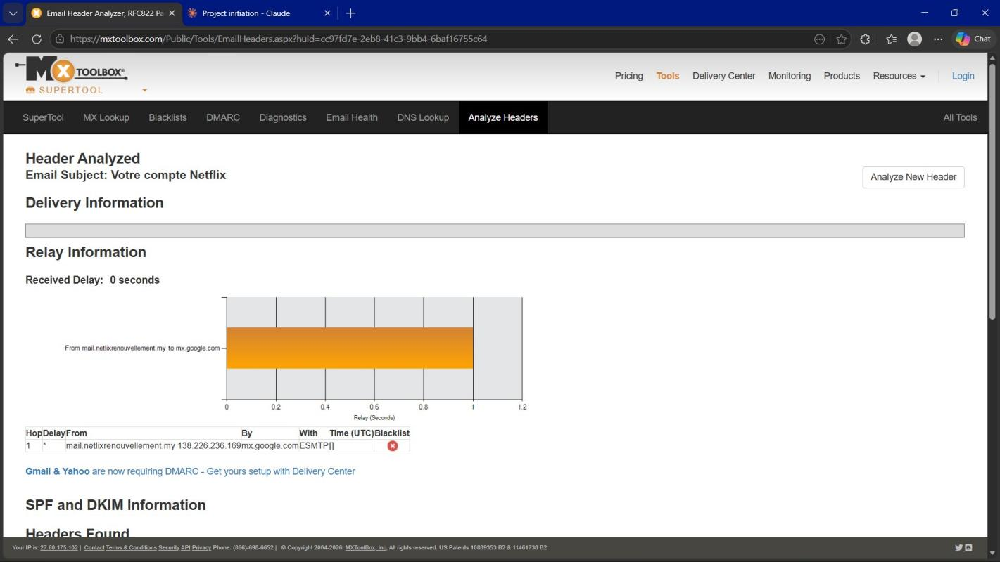 Email Header Analyzer, RFC822 Pa
Project initiation - Claude
https://mxtoolbox.com/Public/Tools/EmailHeaders.aspx?huid=cc97fd7e-2eb8-41c3-9bb4-6baf16755c64
Chat
MX TOOLBOX®
SUPERTOOL
Pricing Tools Delivery Center Monitoring Products Resources Login
SuperTool MX Lookup Blacklists DMARC Diagnostics Email Health DNS Lookup Analyze Headers All Tools
Header Analyzed
Email Subject: Votre compte Netflix
Analyze New Header
Delivery Information
Relay Information
Received Delay: 0 seconds
From mail.netlixrenouvellement.my to mx.google.com
0 0.2 0.4 0.6 0.8 1 1.2
Relay (Seconds)
Hop Delay From By With Time (UTC) Blacklist
1 * mail.netlixrenouvellement.my 138.226.236.169 mx.google.com ESMTP []
Gmail & Yahoo are now requiring DMARC - Get yours setup with Delivery Center
SPF and DKIM Information
Headers Found
Your IP is: 27.60.175.102 | Contact Terms & Conditions Security API Privacy Phone: (866)-698-6652 | © Copyright 2004-2026, MXToolBox, Inc, All rights reserved. US Patents 10839353 B2 & 11461738 B2